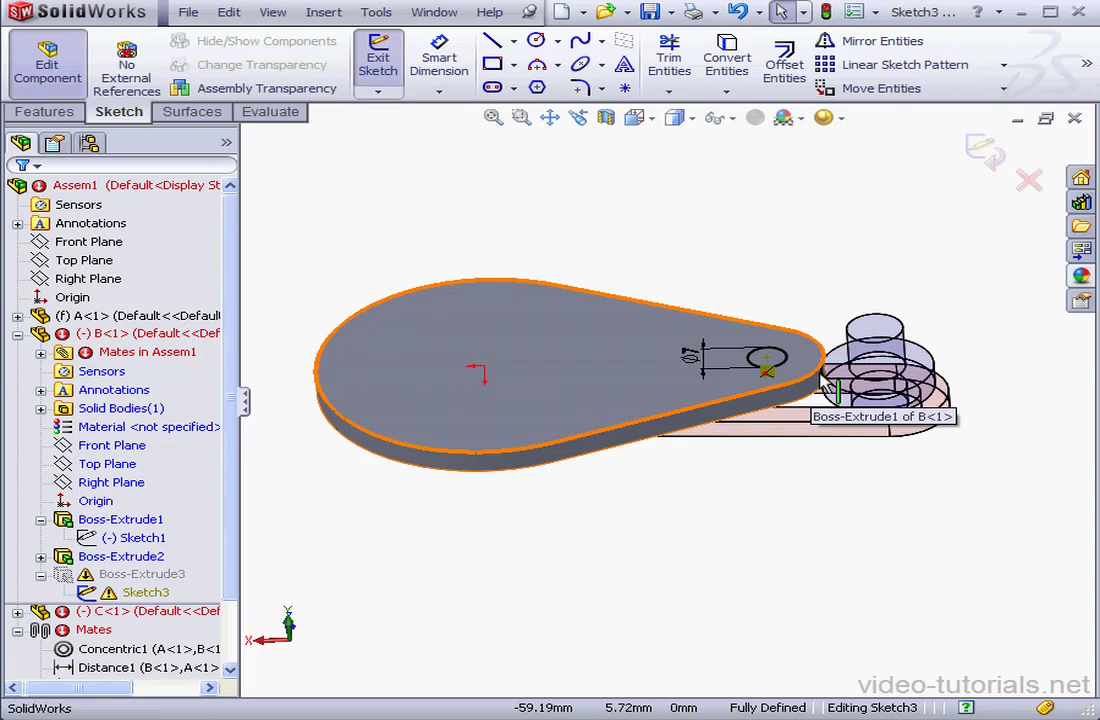 SolidWorks
File Edit View Insert Tools Window Help
Sketch3 ...
Edit Component
No External References
Hide/Show Components
Change Transparency
Assembly Transparency
Exit Sketch
Smart Dimension
Trim Entities
Convert Entities
Offset Entities
Mirror Entities
Linear Sketch Pattern
Move Entities
Features Sketch Surfaces Evaluate
Assem1 (Default<Display St
Sensors
Annotations
Front Plane
Top Plane
Right Plane
Origin
(f) A<1> (Default<<Default
(-) B<1> (Default<<Def
Mates in Assem1
Sensors
Annotations
Solid Bodies(1)
Material <not specified>
Front Plane
Top Plane
Right Plane
Origin
Boss-Extrude1
(-) Sketch1
Boss-Extrude2
Boss-Extrude3
Sketch3
(-) C<1> (Default<<Def
Mates
Concentric1 (A<1>,B<1
Distance1 (B<1>,A<1>
Boss-Extrude1 of B<1>
Y
X
video-tutorials.net
SolidWorks
-59.19mm 5.72mm 0mm Fully Defined Editing Sketch3